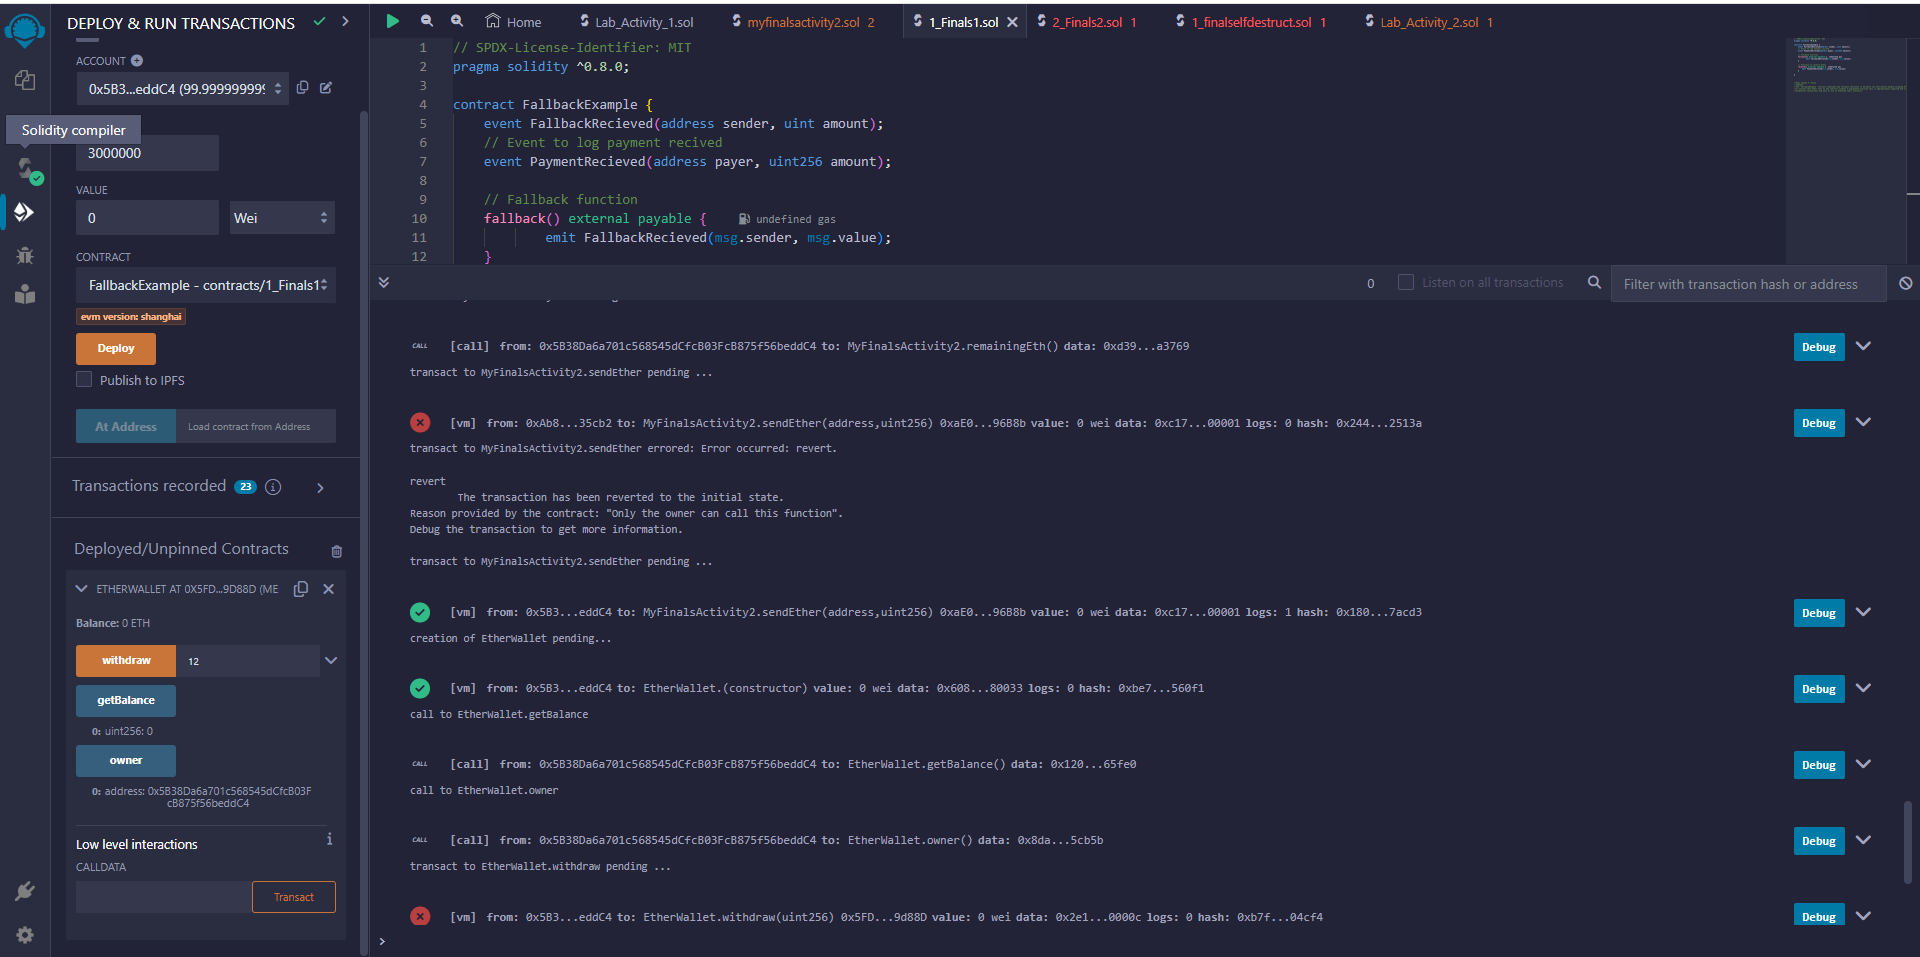 DEPLOY & RUN TRANSACTIONS
ACCOUNT
0x5B3...eddC4 (99.9999999999
Solidity compiler
3000000
VALUE
0
Wei
CONTRACT
FallbackExample - contracts/1_Finals1
evm version: shanghai
Deploy
Publish to IPFS
At Address
Load contract from Address
Transactions recorded 23 i
Deployed/Unpinned Contracts
ETHERWALLET AT 0X5FD...9D88D (ME
Balance: 0 ETH
withdraw
12
getBalance
0: uint256: 0
owner
0: address: 0x5B38Da6a701c568545dCfcB03F
cB875f56beddC4
Low level interactions
i
CALLDATA
Transact
Home
Lab_Activity_1.sol
myfinalsactivity2.sol 2
1_Finals1.sol
2_Finals2.sol 1
1_finalselfdestruct.sol 1
Lab_Activity_2.sol 1
1 // SPDX-License-Identifier: MIT
2 pragma solidity ^0.8.0;
3
4 contract FallbackExample {
5 event FallbackRecieved(address sender, uint amount);
6 // Event to log payment recived
7 event PaymentRecieved(address payer, uint256 amount);
8
9 // Fallback function
10 fallback() external payable { undefined gas
11 emit FallbackRecieved(msg.sender, msg.value);
12 }
0
Listen on all transactions
Filter with transaction hash or address
CALL [call] from: 0x5B38Da6a701c568545dCfcB03FcB875f56beddC4 to: MyFinalsActivity2.remainingEth() data: 0xd39...a3769
Debug
transact to MyFinalsActivity2.sendEther pending ...
[vm] from: 0xAb8...35cb2 to: MyFinalsActivity2.sendEther(address,uint256) 0xaE0...96B8b value: 0 wei data: 0xc17...00001 logs: 0 hash: 0x244...2513a
Debug
transact to MyFinalsActivity2.sendEther errored: Error occurred: revert.
revert
The transaction has been reverted to the initial state.
Reason provided by the contract: "Only the owner can call this function".
Debug the transaction to get more information.
transact to MyFinalsActivity2.sendEther pending ...
[vm] from: 0x5B3...eddC4 to: MyFinalsActivity2.sendEther(address,uint256) 0xaE0...96B8b value: 0 wei data: 0xc17...00001 logs: 1 hash: 0x180...7acd3
Debug
creation of EtherWallet pending...
[vm] from: 0x5B3...eddC4 to: EtherWallet.(constructor) value: 0 wei data: 0x608...80033 logs: 0 hash: 0xbe7...560f1
Debug
call to EtherWallet.getBalance
CALL [call] from: 0x5B38Da6a701c568545dCfcB03FcB875f56beddC4 to: EtherWallet.getBalance() data: 0x120...65fe0
Debug
call to EtherWallet.owner
CALL [call] from: 0x5B38Da6a701c568545dCfcB03FcB875f56beddC4 to: EtherWallet.owner() data: 0x8da...5cb5b
Debug
transact to EtherWallet.withdraw pending ...
[vm] from: 0x5B3...eddC4 to: EtherWallet.withdraw(uint256) 0x5FD...9d88D value: 0 wei data: 0x2e1...0000c logs: 0 hash: 0xb7f...04cf4
Debug
>